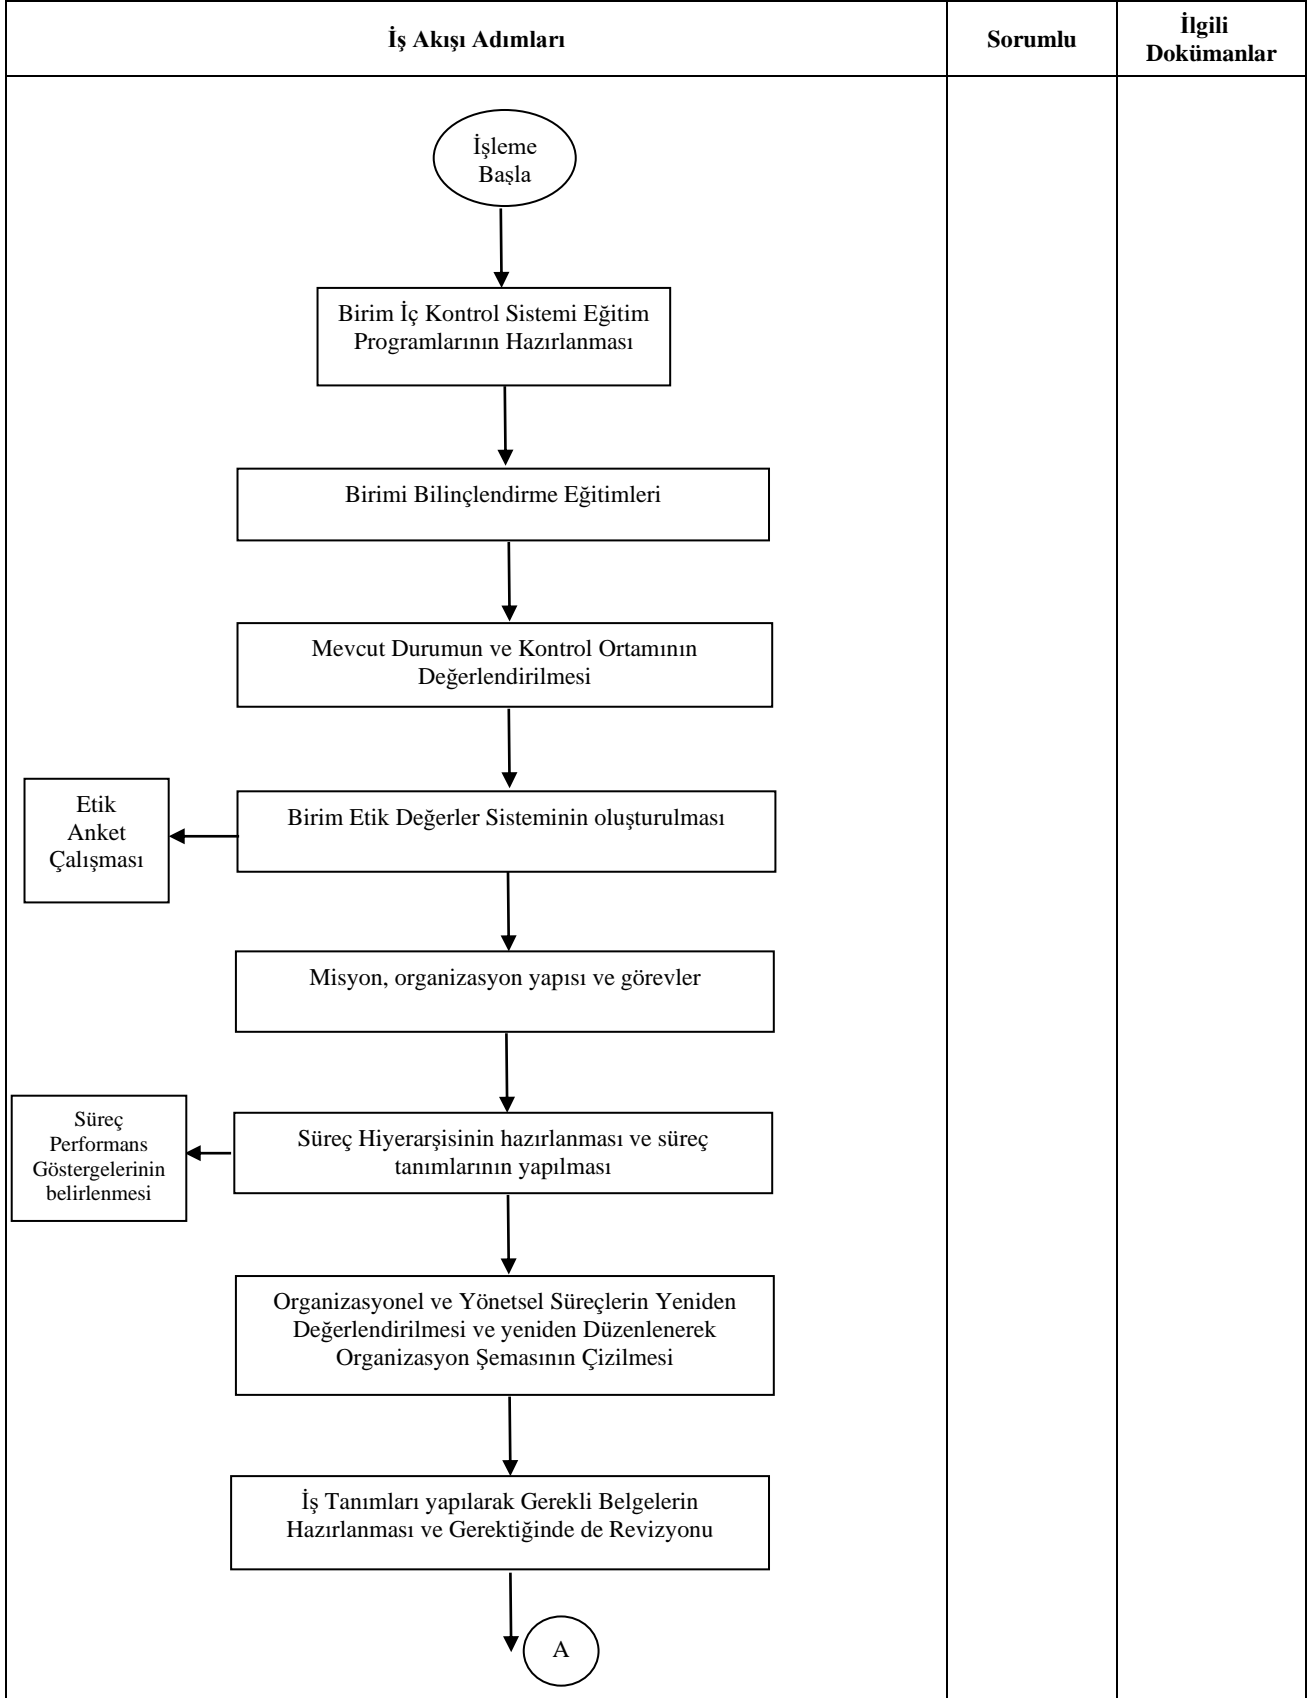 İş Akışı Adımları
Sorumlu
İlgili
Dokümanlar
İşleme
Başla
Birim İç Kontrol Sistemi Eğitim
Programlarının Hazırlanması
Birimi Bilinçlendirme Eğitimleri
Mevcut Durumun ve Kontrol Ortamının
Değerlendirilmesi
Etik
Anket
Çalışması
Birim Etik Değerler Sisteminin oluşturulması
Misyon, organizasyon yapısı ve görevler
Süreç
Performans
Göstergelerinin
belirlenmesi
Süreç Hiyerarşisinin hazırlanması ve süreç
tanımlarının yapılması
Organizasyonel ve Yönetsel Süreçlerin Yeniden
Değerlendirilmesi ve yeniden Düzenlenerek
Organizasyon Şemasının Çizilmesi
İş Tanımları yapılarak Gerekli Belgelerin
Hazırlanması ve Gerektiğinde de Revizyonu
A